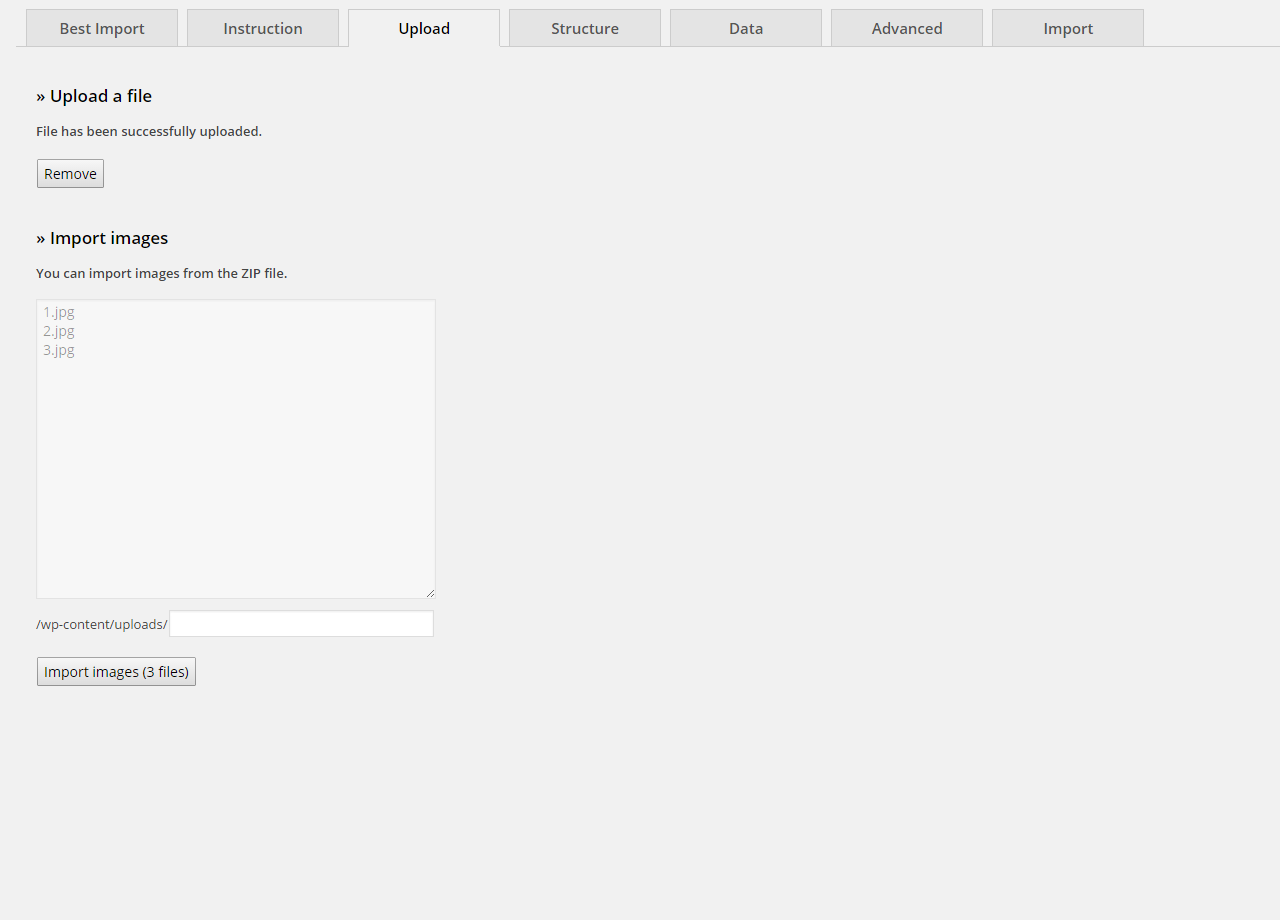 Best Import Instruction Upload Structure Data Advanced Import
» Upload a file
File has been successfully uploaded.
Remove
» Import images
You can import images from the ZIP file.
1.jpg
2.jpg
3.jpg
/wp-content/uploads/
Import images (3 files)